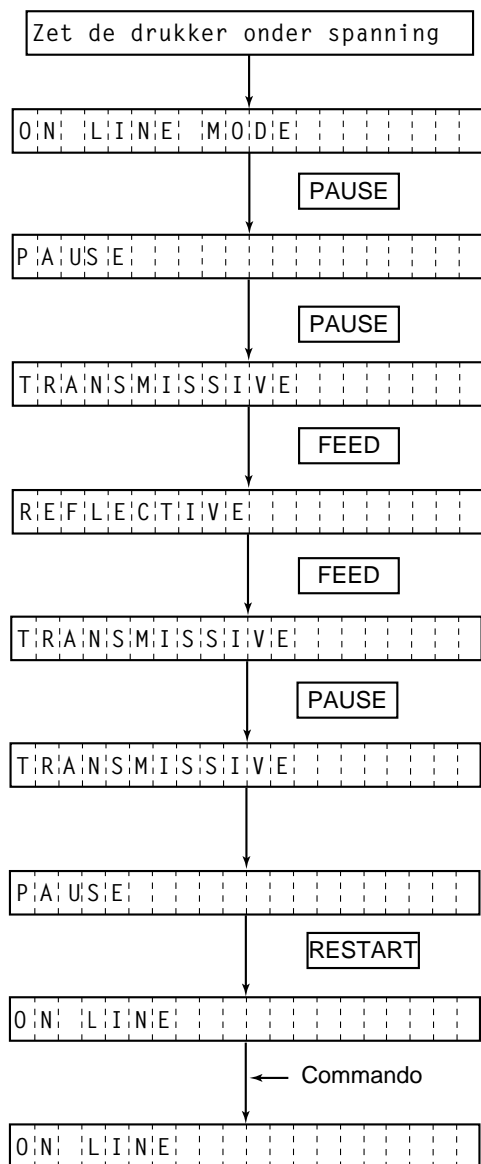 Zet de drukker onder spanning
ON LINE MODE
PAUSE
PAUSE
PAUSE
TRANSMISSIVE
FEED
REFLECTIVE
FEED
TRANSMISSIVE
PAUSE
TRANSMISSIVE
PAUSE
RESTART
ON LINE
Commando
ON LINE